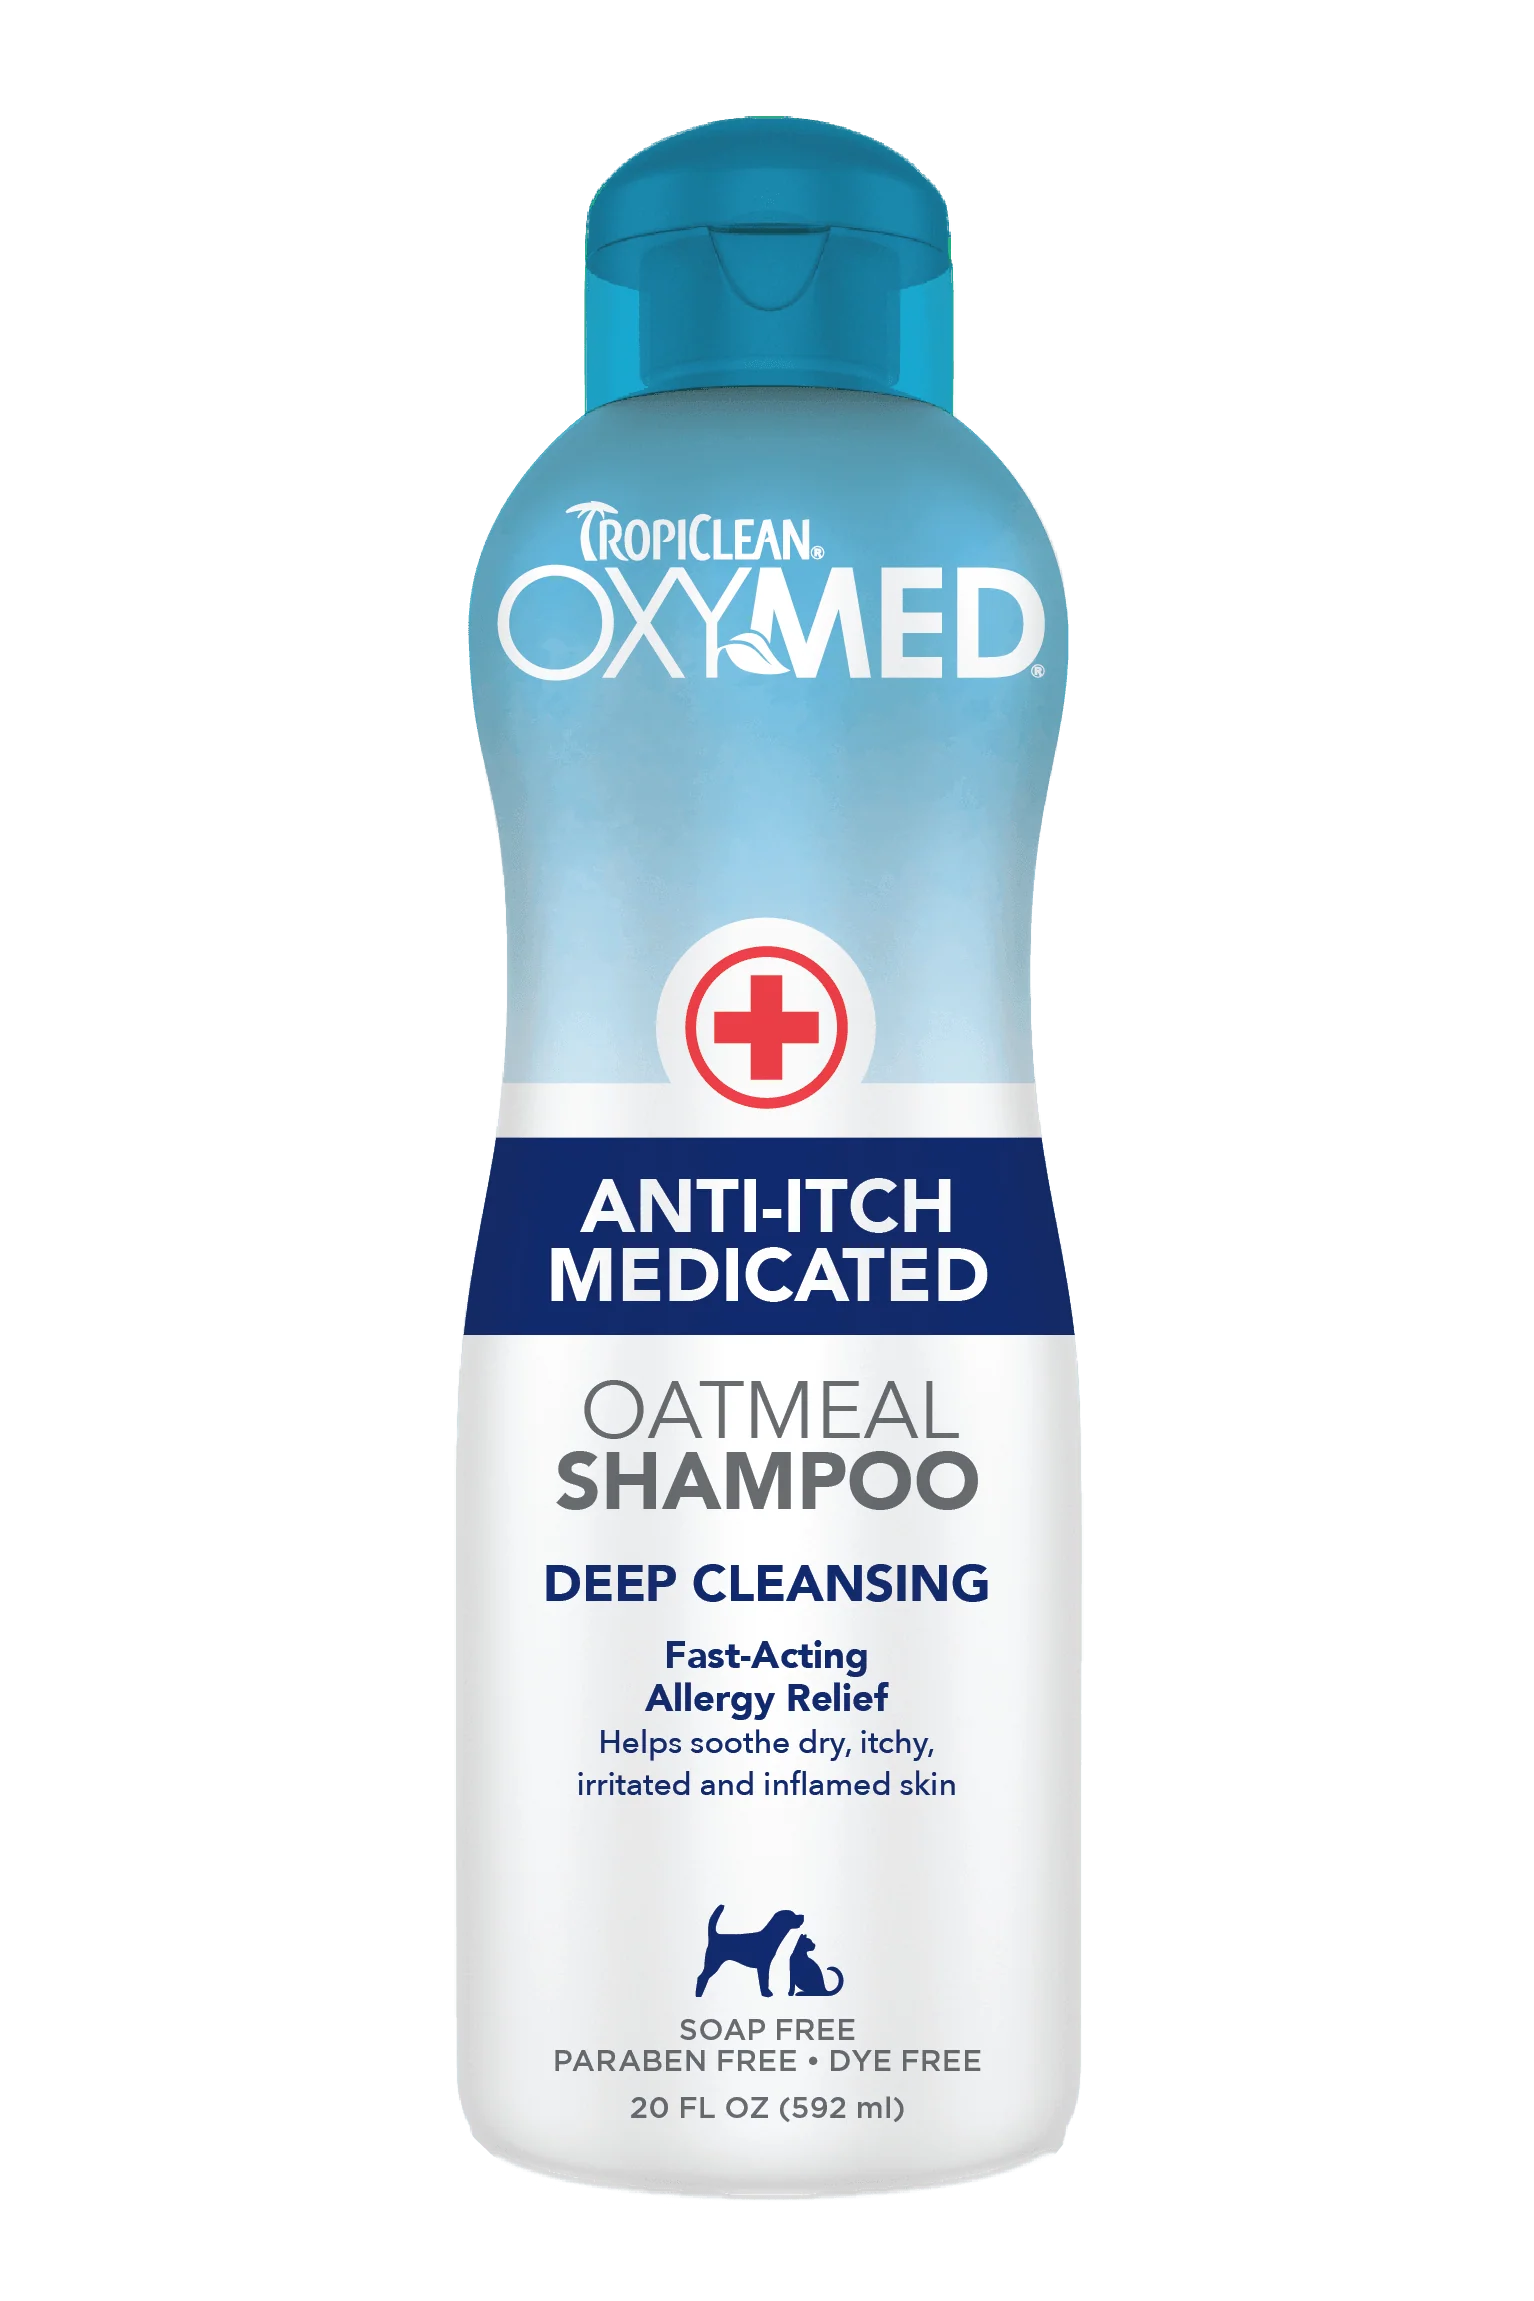 TROPICLEAN®
OXYMED®
ANTI-ITCH
MEDICATED
OATMEAL
SHAMPOO
DEEP CLEANSING
Fast-Acting
Allergy Relief
Helps soothe dry, itchy,
irritated and inflamed skin
SOAP FREE
PARABEN FREE • DYE FREE
20 FL OZ (592 ml)